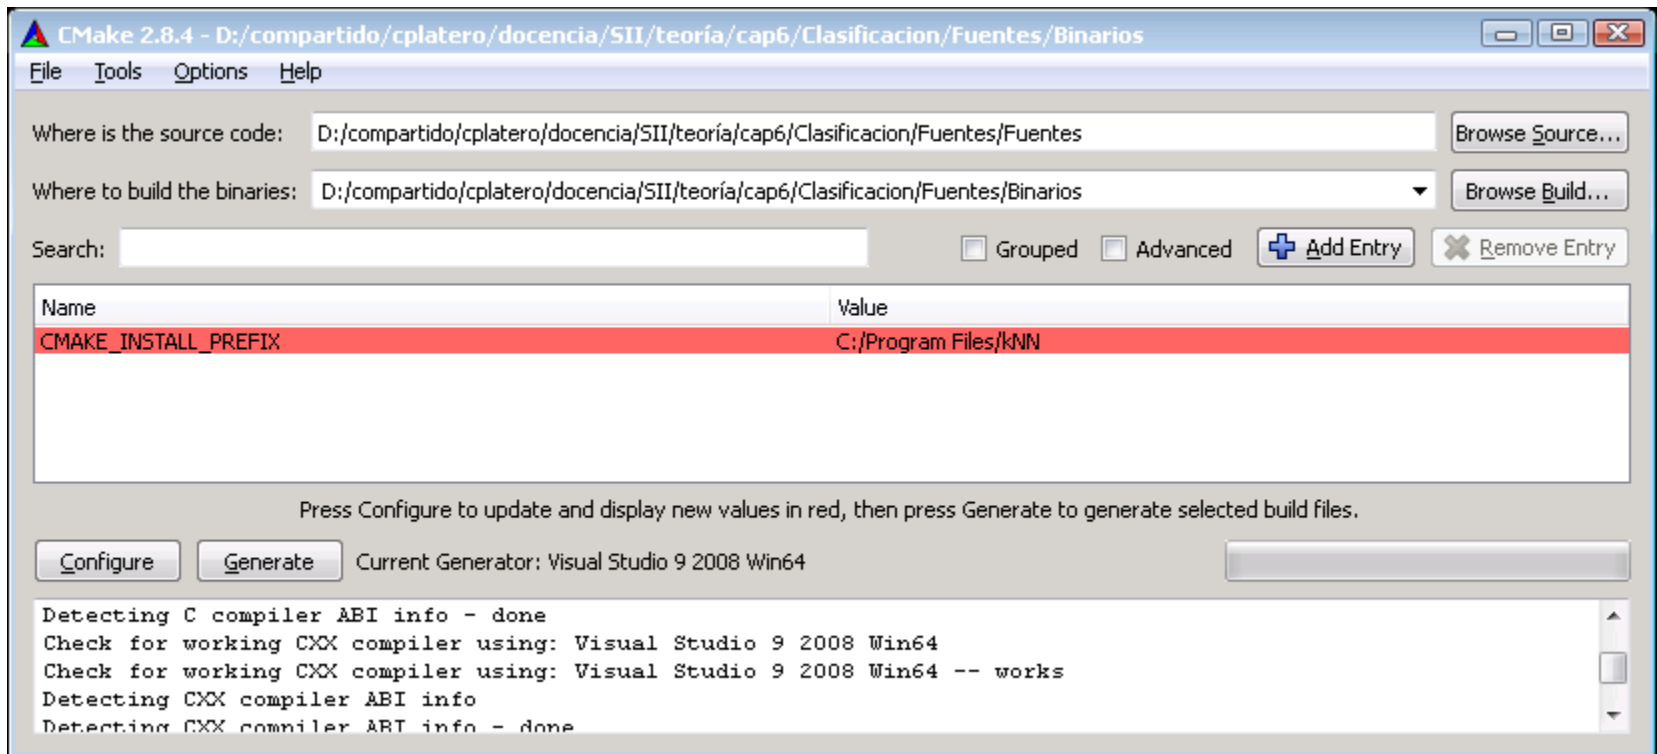 CMake 2.8.4 - D:/compartido/cplatero/docencia/SII/teoría/cap6/Clasificacion/Fuentes/Binarios
File Tools Options Help
Where is the source code: D:/compartido/cplatero/docencia/SII/teoría/cap6/Clasificacion/Fuentes/Fuentes Browse Source...
Where to build the binaries: D:/compartido/cplatero/docencia/SII/teoría/cap6/Clasificacion/Fuentes/Binarios Browse Build...
Search: Grouped Advanced Add Entry Remove Entry
Name Value
CMAKE_INSTALL_PREFIX C:/Program Files/kNN
Press Configure to update and display new values in red, then press Generate to generate selected build files.
Configure Generate Current Generator: Visual Studio 9 2008 Win64
Detecting C compiler ABI info - done
Check for working CXX compiler using: Visual Studio 9 2008 Win64
Check for working CXX compiler using: Visual Studio 9 2008 Win64 -- works
Detecting CXX compiler ABI info
Detecting CXX compiler ABI info - done